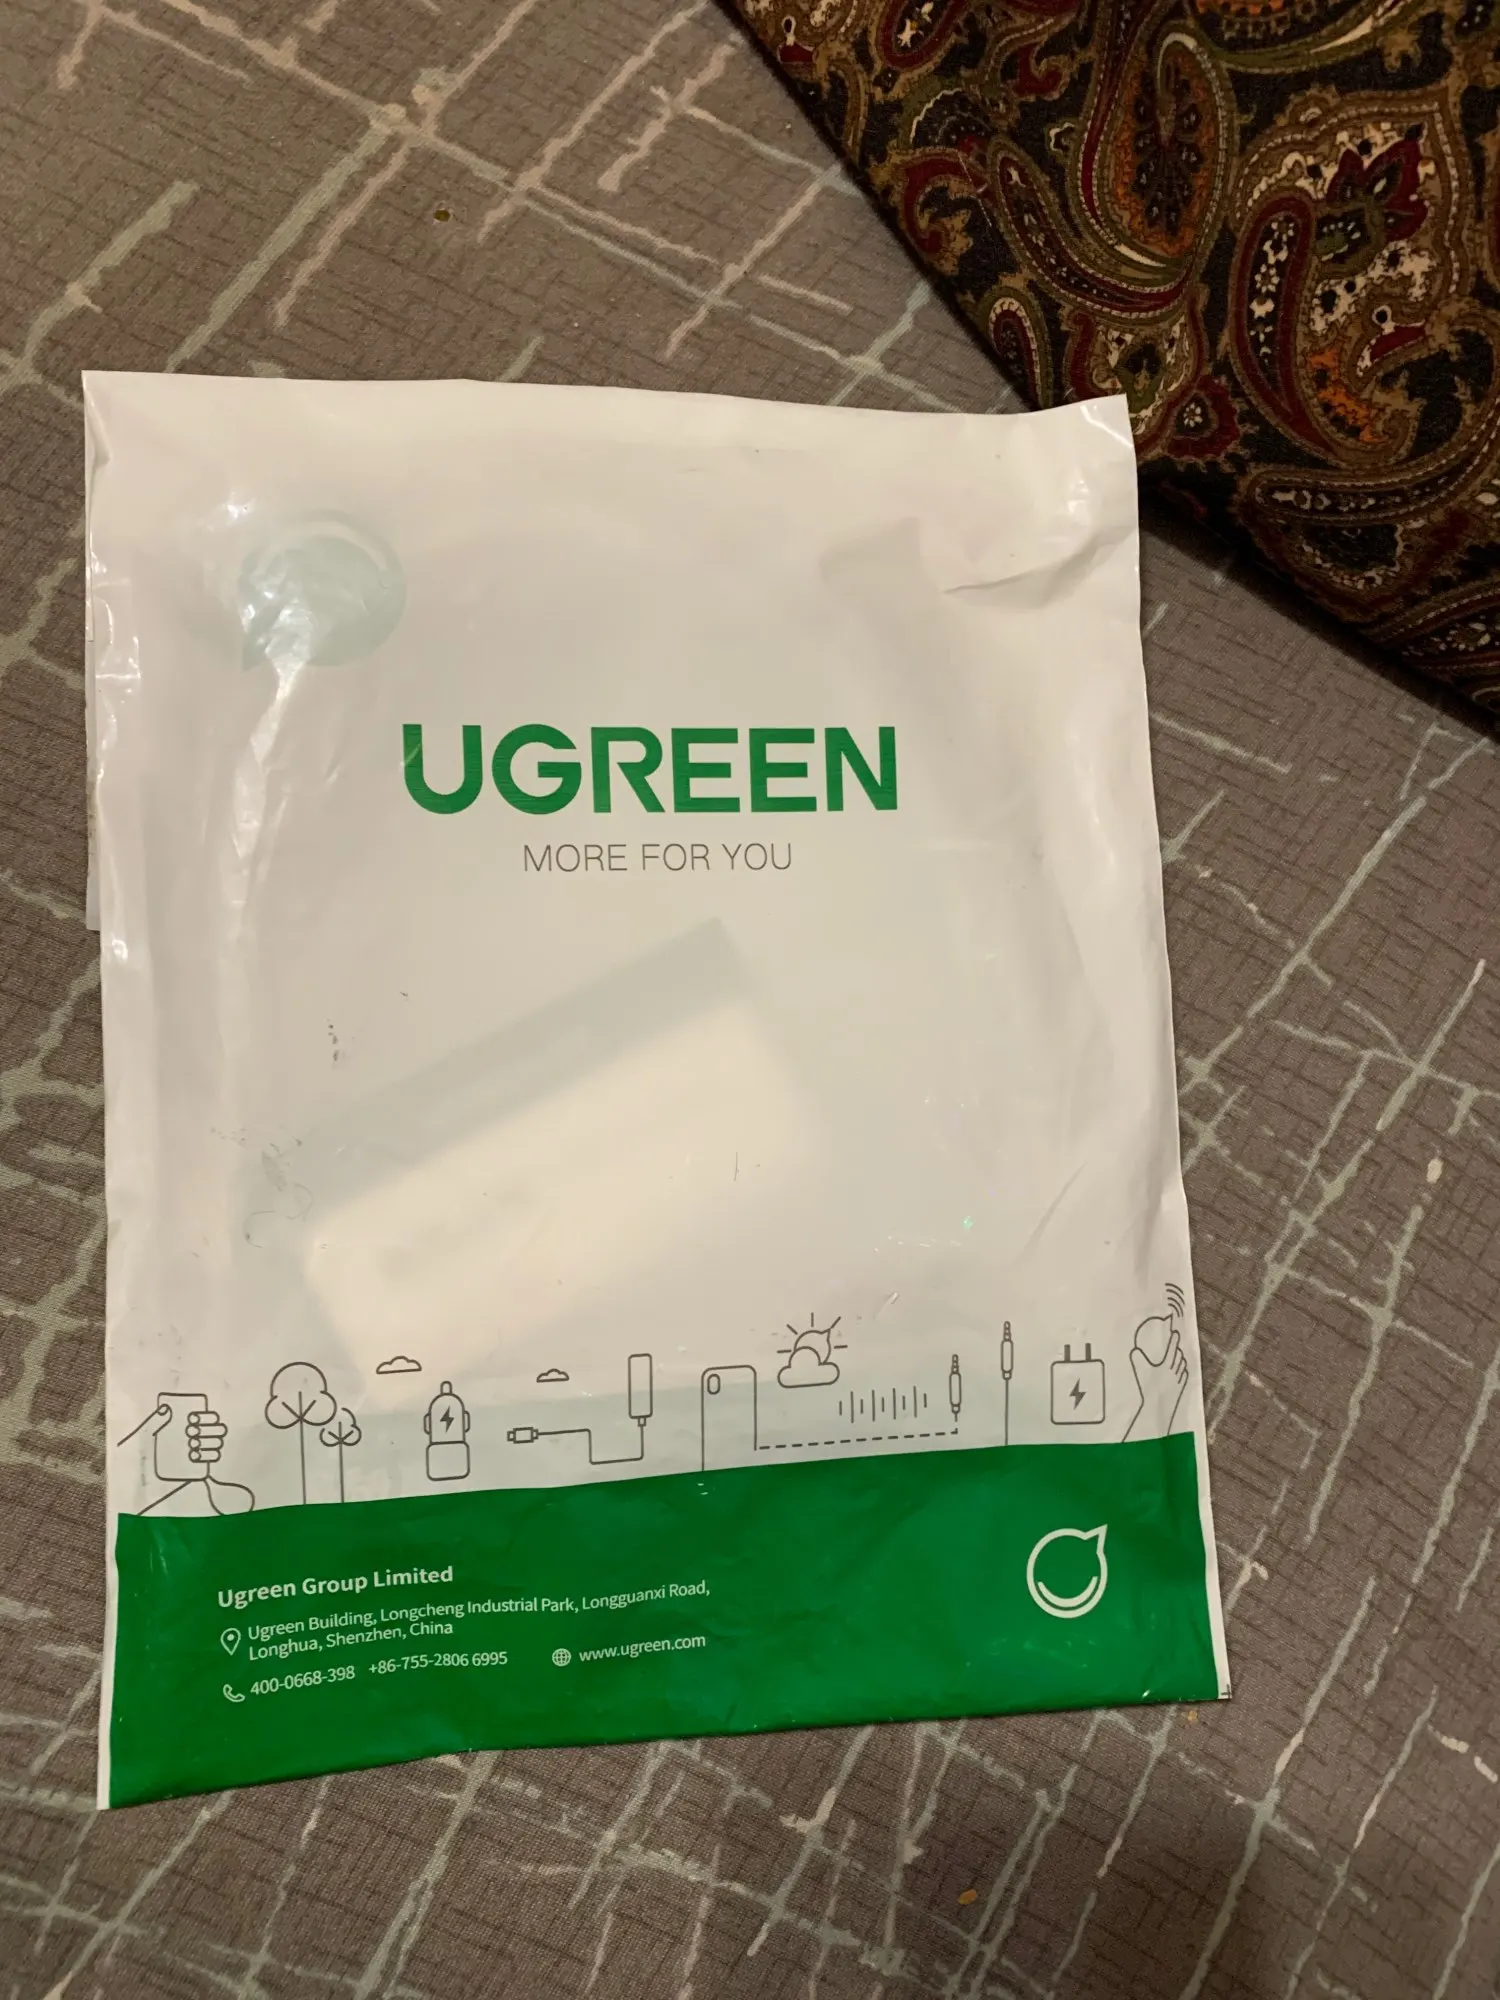 UGREEN
MORE FOR YOU
Ugreen Group Limited
Ugreen Building, Longcheng Industrial Park, Longguanxi Road,
Longhua, Shenzhen, China
400-0668-398 +86-755-2806 6995 www.ugreen.com